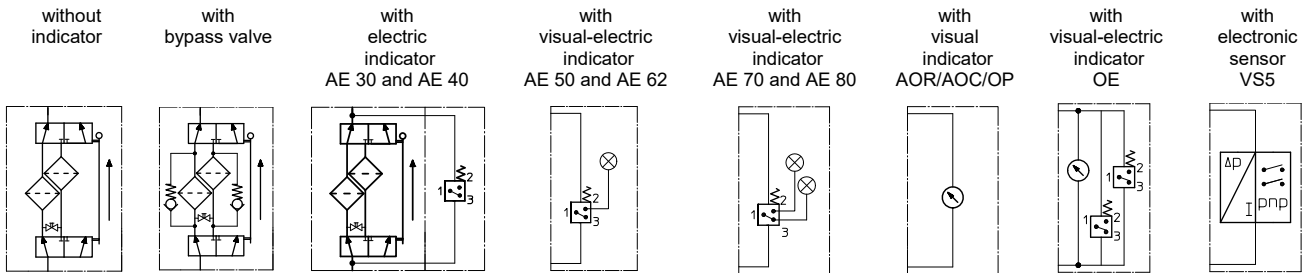 without
indicator
with
bypass valve
with
electric
indicator
AE 30 and AE 40
with
visual-electric
indicator
AE 50 and AE 62
with
visual-electric
indicator
AE 70 and AE 80
with
visual
indicator
AOR/AOC/OP
with
visual-electric
indicator
OE
with
electronic
sensor
VS5
1 2
3
1 2
3
1 2
3
1 2
3
1 2
3
Δp
I pnp